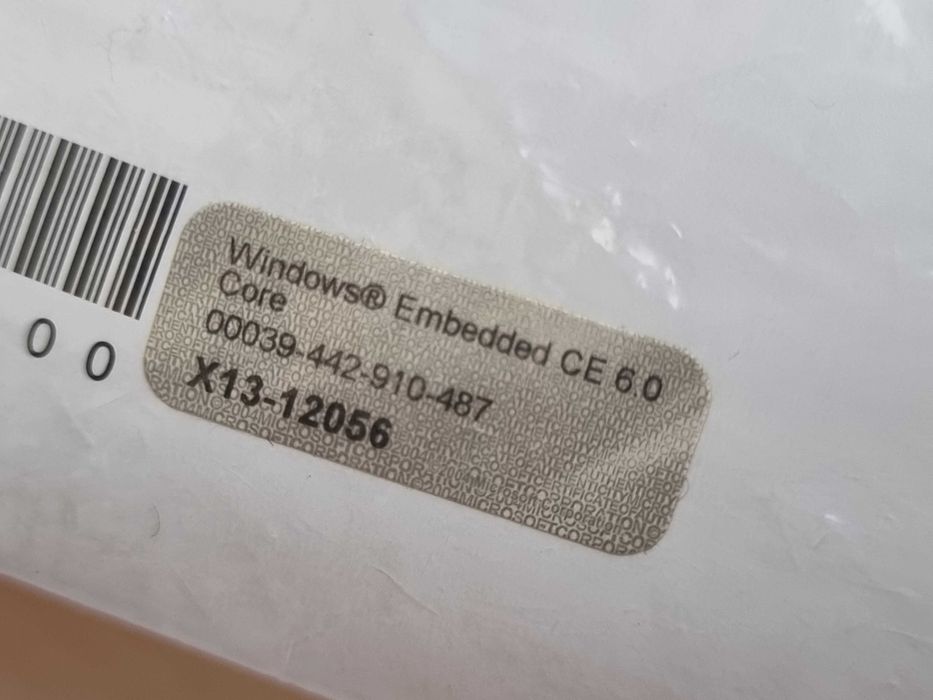 Windows® Embedded CE 6.0
Core
00039-442-910-487
X13-12056
0 0